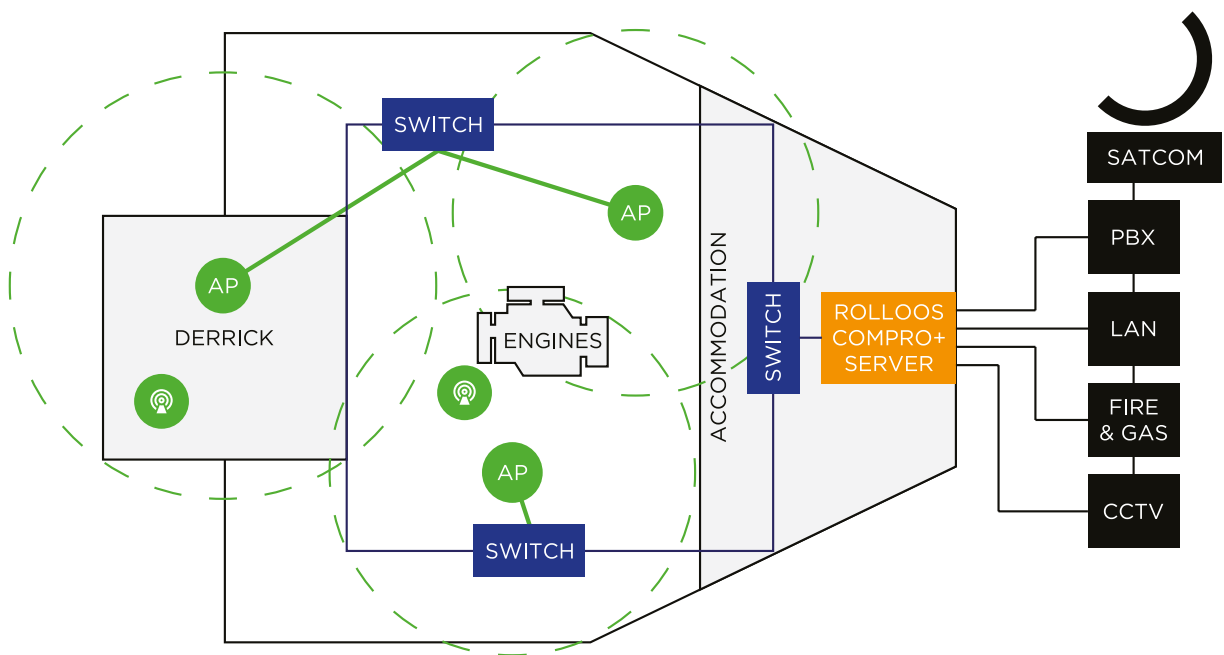 SWITCH
AP
AP
DERRICK
ENGINES
AP
SWITCH
ACCOMMODATION
SWITCH
ROLLOOS
COMPRO+
SERVER
SATCOM
PBX
LAN
FIRE
& GAS
CCTV